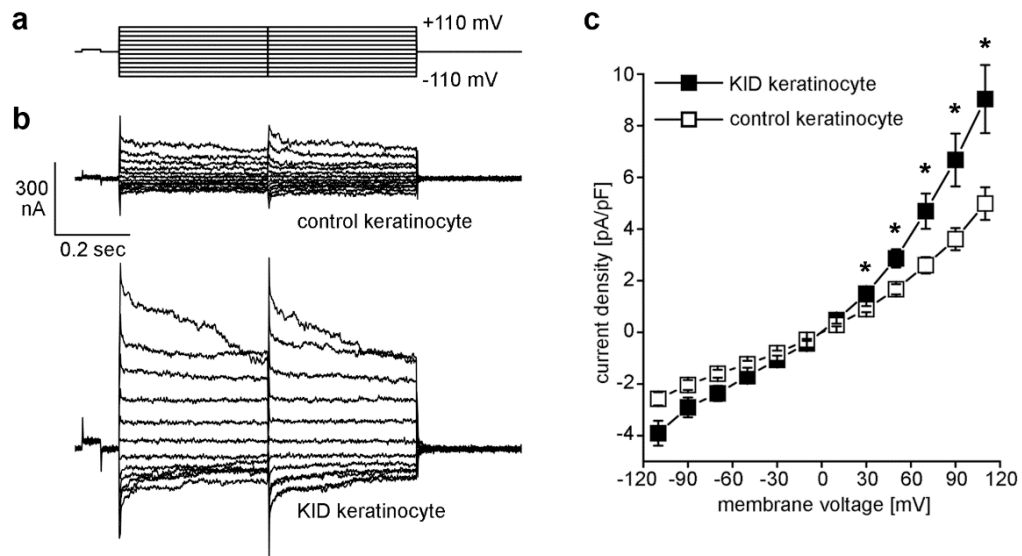 a
+110 mV
-110 mV
b
300
nA
0.2 sec
control keratinocyte
KID keratinocyte
c
KID keratinocyte
control keratinocyte
* * * * *
current density [pA/pF]
10
8
6
4
2
0
-2
-4
-120 -90 -60 -30 0 30 60 90 120
membrane voltage [mV]